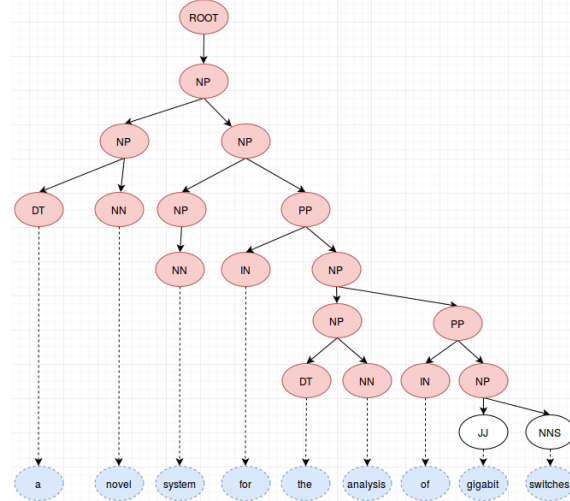 ROOT
NP
NP NP
DT NN NP PP
NN IN NP
NP PP
DT NN IN NP
JJ NNS
a novel system for the analysis of gigabit switches